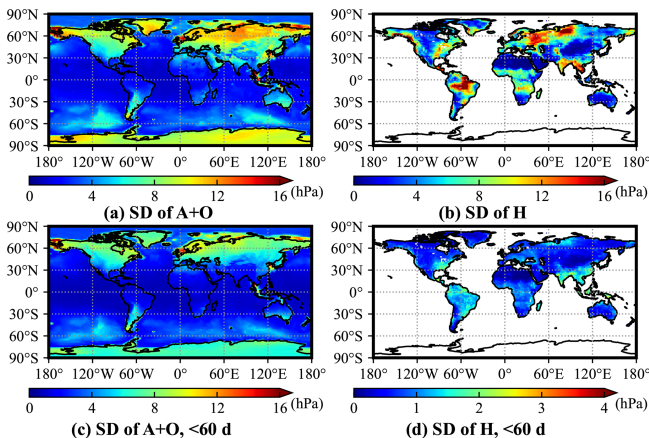 90°N 90°N
60°N 60°N
30°N 30°N
0° 0°
30°S 30°S
60°S 60°S
90°S 90°S
180° 120°W 60°W 0° 60°E 120°E 180° 180° 120°W 60°W 0° 60°E 120°E 180°
(hPa) (hPa)
0 4 8 12 16 0 4 8 12 16
(a) SD of A+O (b) SD of H
90°N 90°N
60°N 60°N
30°N 30°N
0° 0°
30°S 30°S
60°S 60°S
90°S 90°S
180° 120°W 60°W 0° 60°E 120°E 180° 180° 120°W 60°W 0° 60°E 120°E 180°
(hPa) (hPa)
0 4 8 12 16 0 1 2 3 4
(c) SD of A+O, <60 d (d) SD of H, <60 d